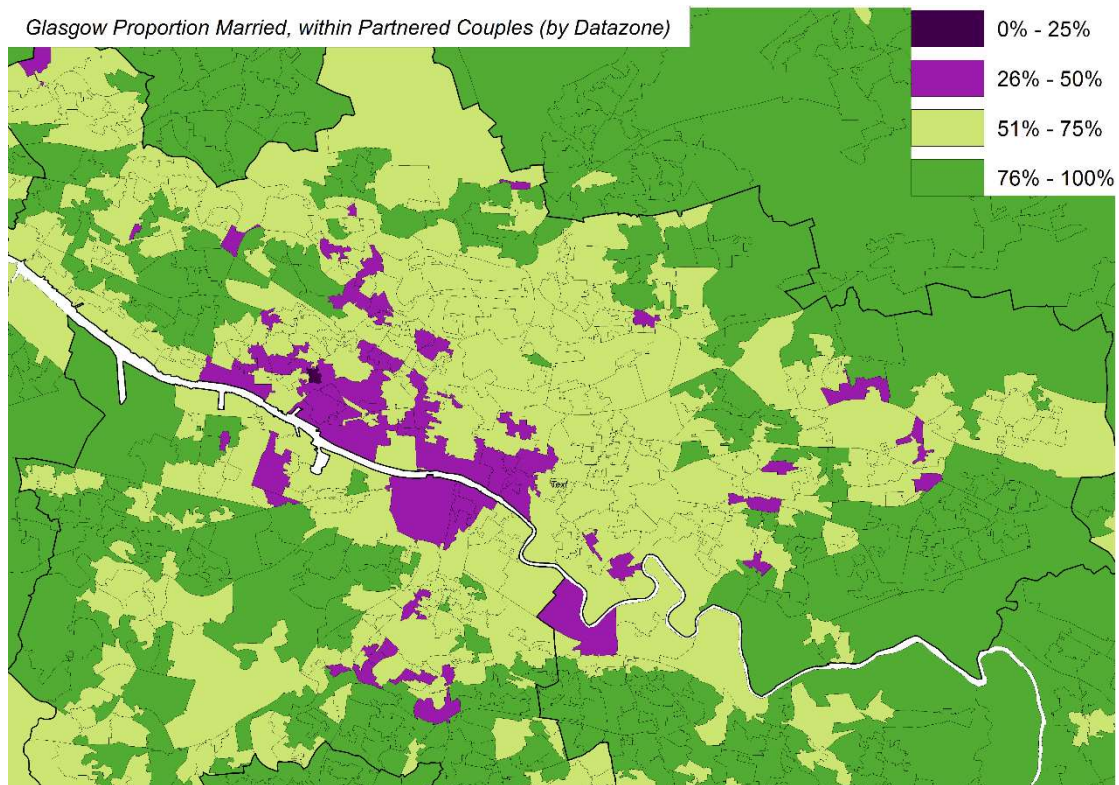 Glasgow Proportion Married, within Partnered Couples (by Datazone)
0% - 25%
26% - 50%
51% - 75%
76% - 100%
Text